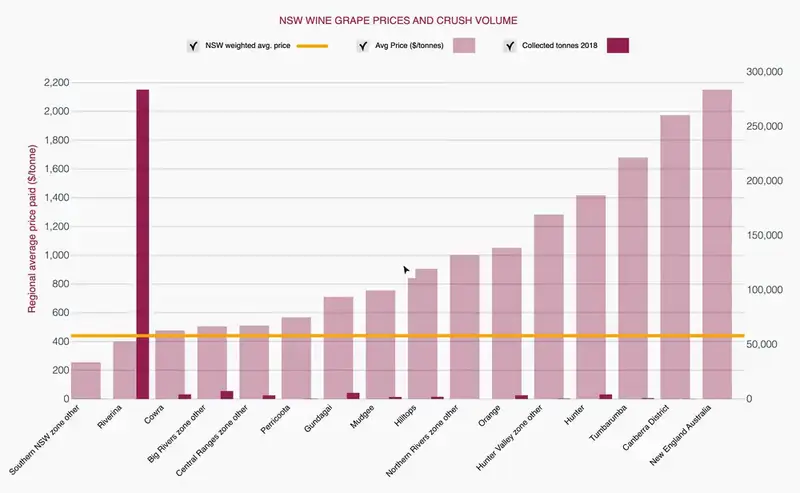 NSW WINE GRAPE PRICES AND CRUSH VOLUME
NSW weighted avg. price
Avg Price ($/tonnes)
Collected tonnes 2018
Regional average price paid ($/tonne)
2,200
2,000
1,800
1,600
1,400
1,200
1,000
800
600
400
200
0
300,000
250,000
200,000
150,000
100,000
50,000
0
Southern NSW zone other
Riverina
Cowra
Big Rivers zone other
Central Ranges zone other
Perricoota
Gundagai
Mudgee
Hilltops
Northern Rivers zone other
Orange
Hunter Valley zone other
Hunter
Tumbarumba
Canberra District
New England Australia